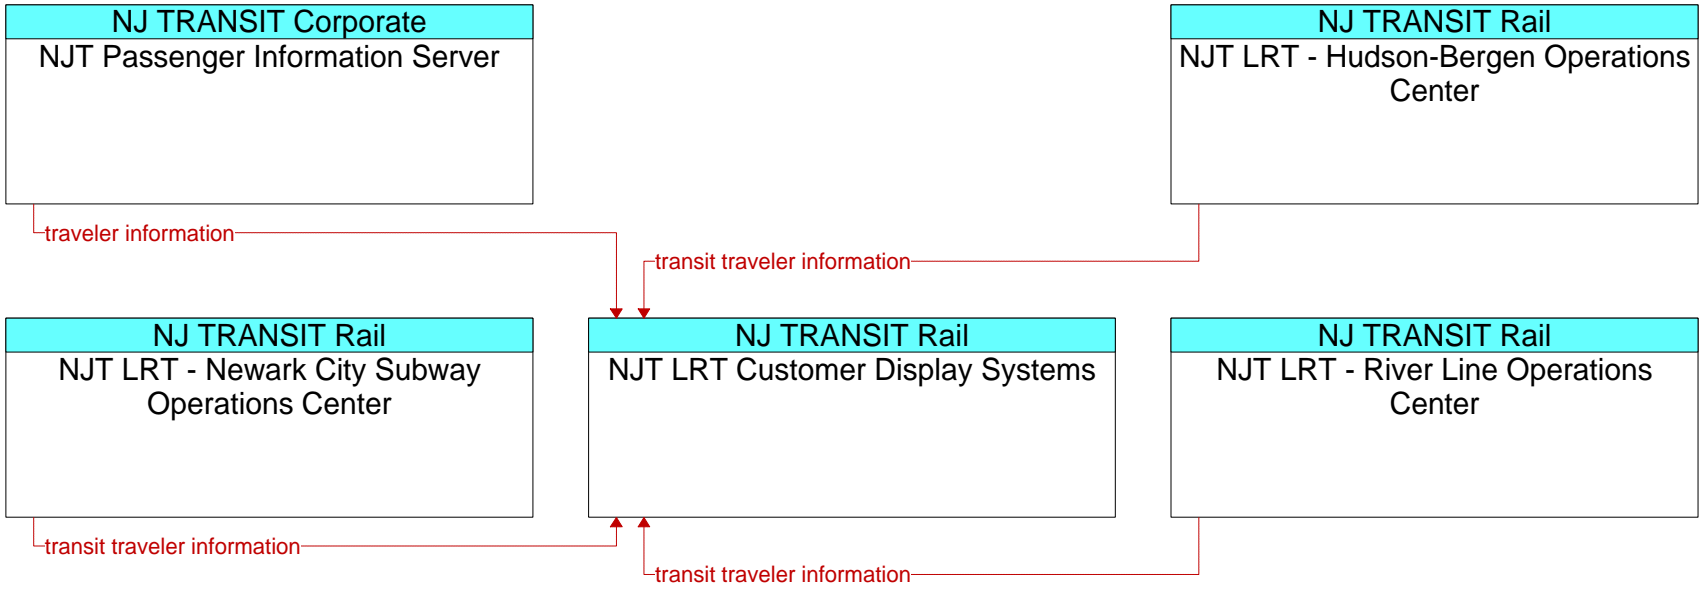 NJ TRANSIT Corporate
NJT Passenger Information Server
NJ TRANSIT Rail
NJT LRT - Hudson-Bergen Operations
Center
traveler information
transit traveler information
NJ TRANSIT Rail
NJT LRT - Newark City Subway
Operations Center
NJ TRANSIT Rail
NJT LRT Customer Display Systems
NJ TRANSIT Rail
NJT LRT - River Line Operations
Center
transit traveler information
transit traveler information